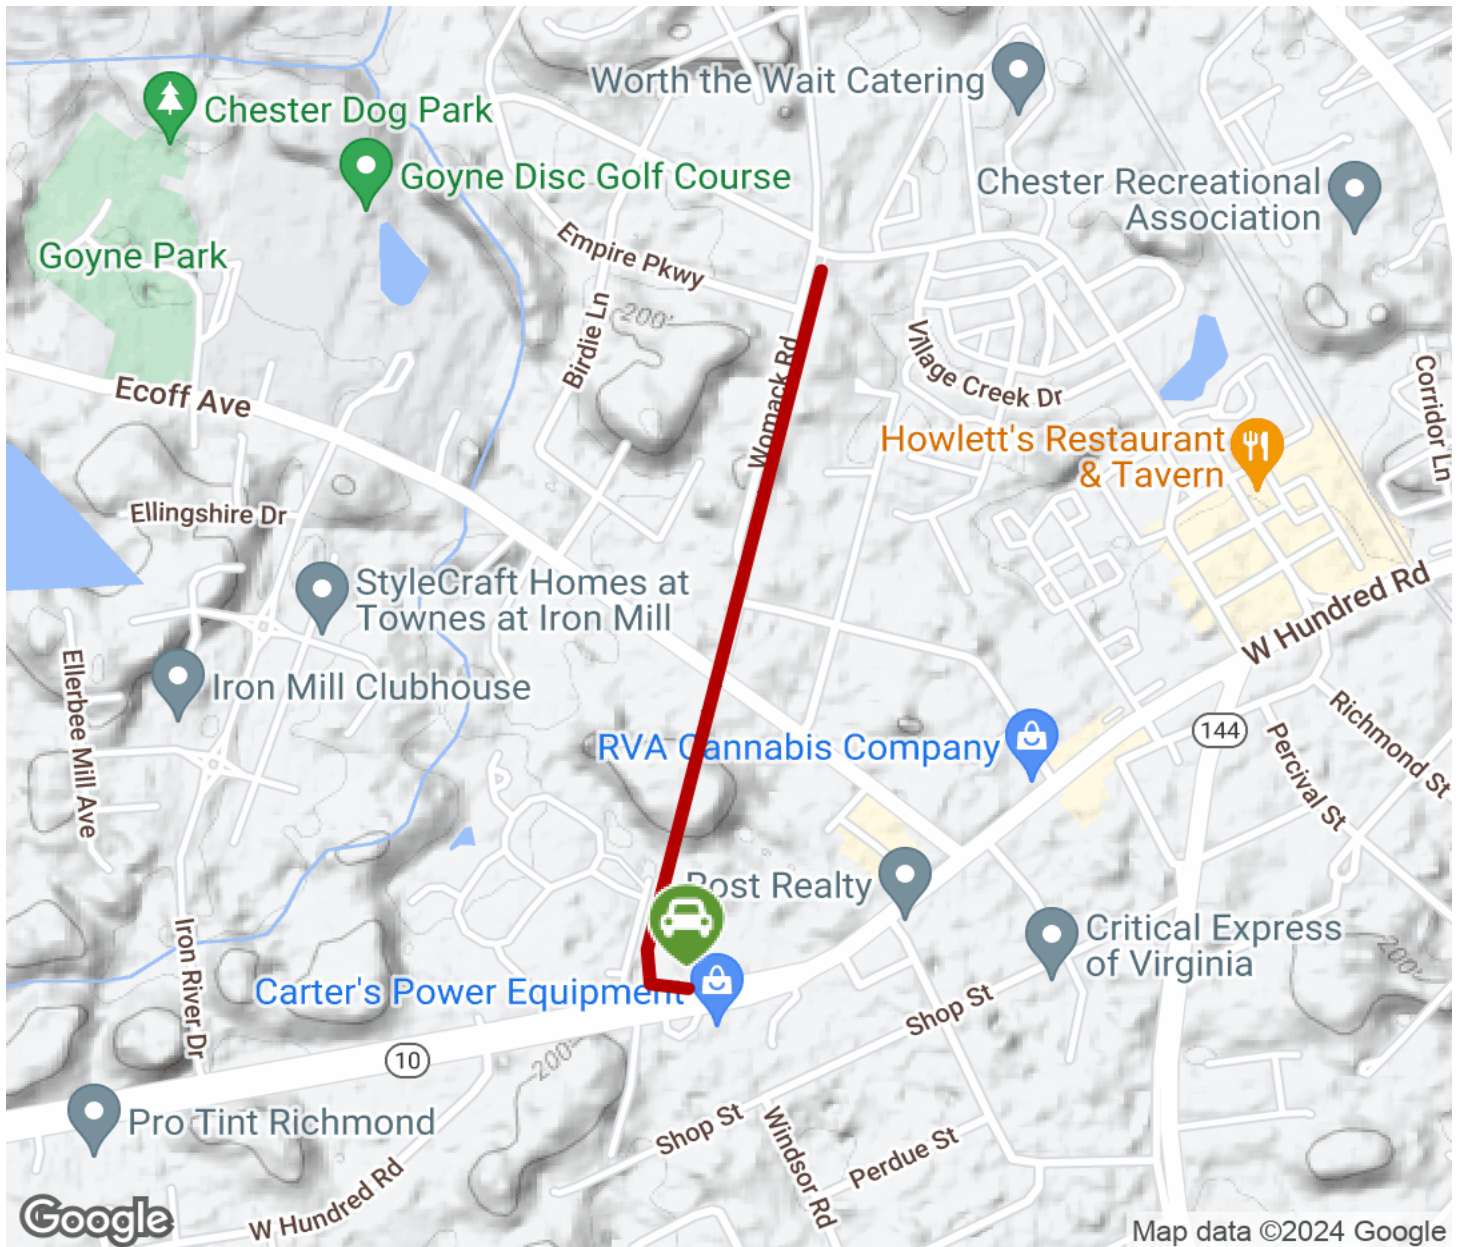 Worth the Wait Catering
Chester Dog Park
Goyne Disc Golf Course
Chester Recreational
Association
Goyne Park
Empire Pkwy
200'
Birdie Ln
Womack Rd
Village Creek Dr
Corridor Ln
Ecoff Ave
Howlett's Restaurant
& Tavern
Ellingshire Dr
StyleCraft Homes at
Townes at Iron Mill
W Hundred Rd
Ellerbee Mill Ave
Iron Mill Clubhouse
RVA Cannabis Company
144
Richmond St
Percival St
Post Realty
Critical Express
of Virginia
200'
Iron River Dr
Carter's Power Equipment
Shop St
10
200'
Pro Tint Richmond
Shop St
Windsor Rd
Perdue St
W Hundred Rd
Google
Map data ©2024 Google